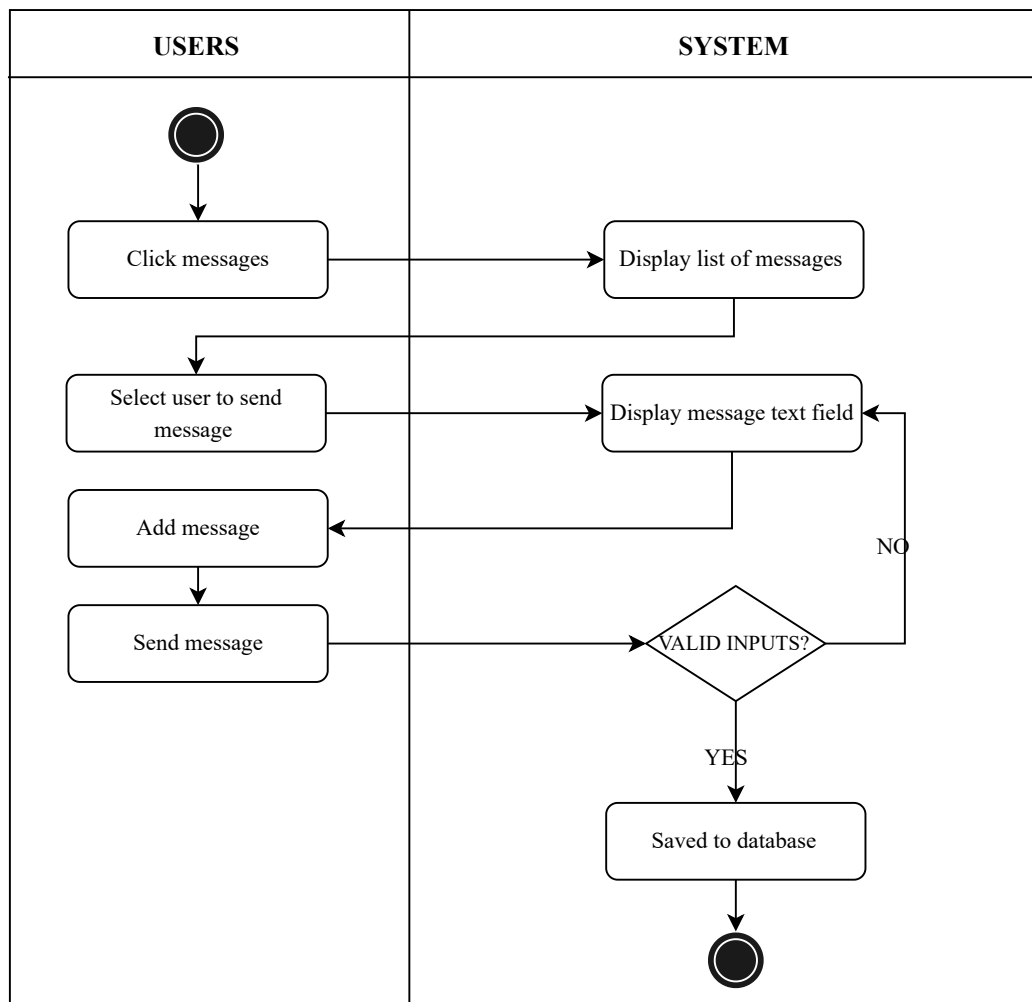 USERS
SYSTEM
Click messages
Display list of messages
Select user to send
message
Display message text field
Add message
NO
Send message
VALID INPUTS?
YES
Saved to database